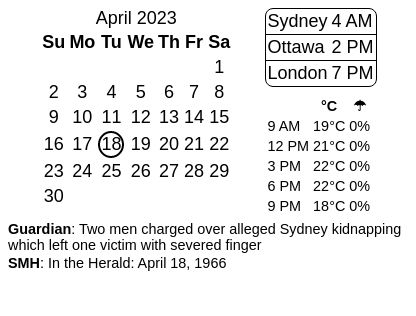 April 2023
Su Mo Tu We Th Fr Sa
1
2 3 4 5 6 7 8
9 10 11 12 13 14 15
16 17 18 19 20 21 22
23 24 25 26 27 28 29
30
Sydney 4 AM
Ottawa 2 PM
London 7 PM
°C ☂
9 AM 19°C 0%
12 PM 21°C 0%
3 PM 22°C 0%
6 PM 22°C 0%
9 PM 18°C 0%
Guardian: Two men charged over alleged Sydney kidnapping
which left one victim with severed finger
SMH: In the Herald: April 18, 1966